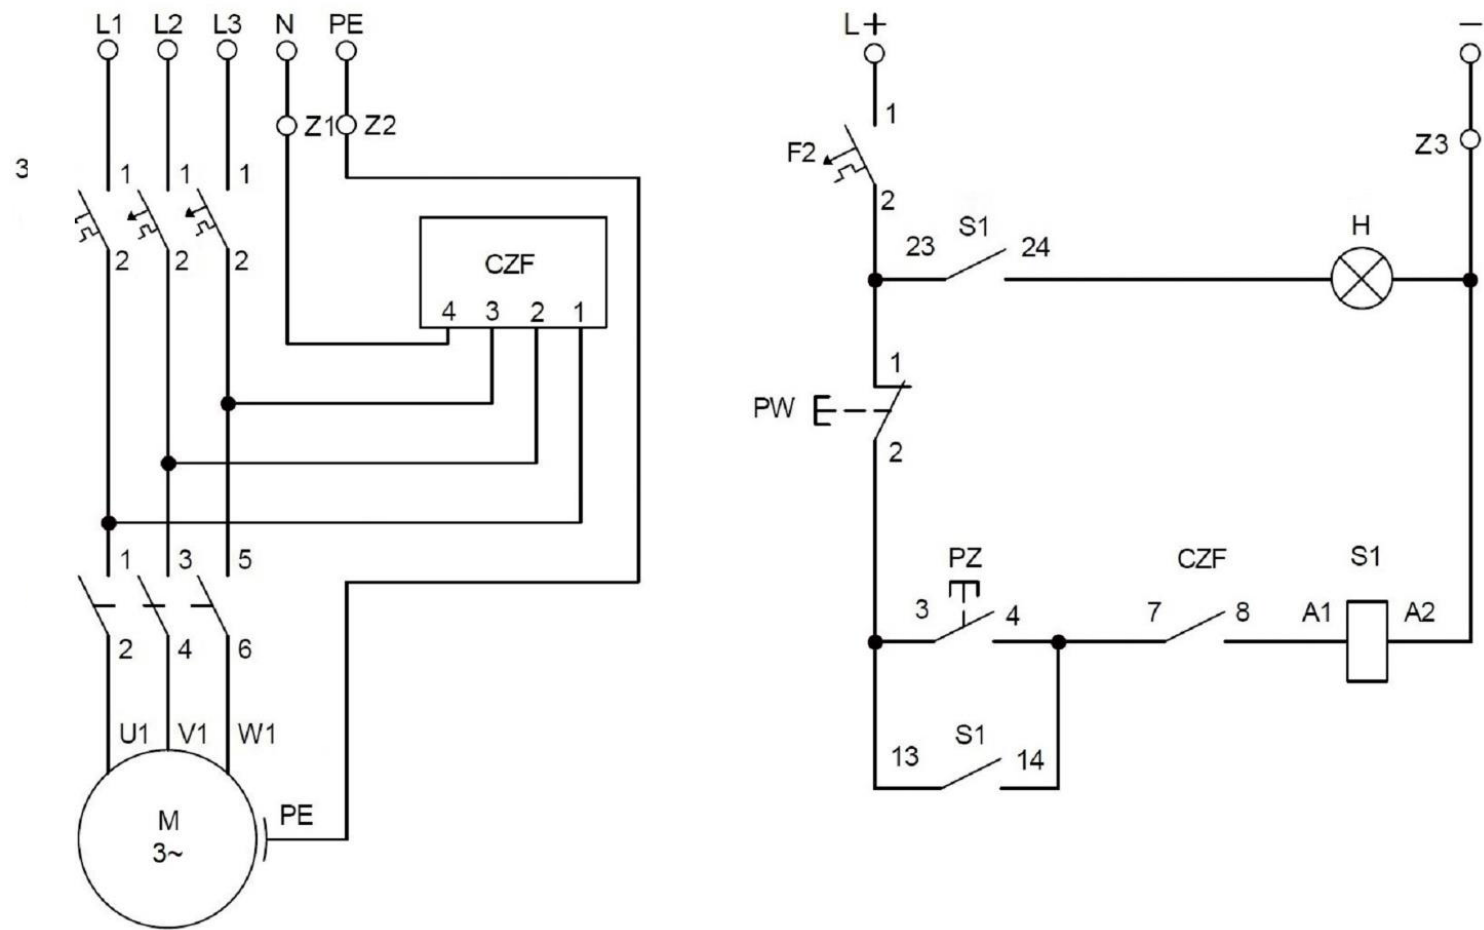 L1 L2 L3 N PE
Z1 Z2
3
1 1 1
2 2 2
CZF
4 3 2 1
1 3 5
2 4 6
U1 V1 W1
M
3~
PE
L+ −
1
F2
2
Z3
23 S1 24
H
1
PW
2
PZ CZF S1
3 4 7 8 A1 A2
13 S1 14